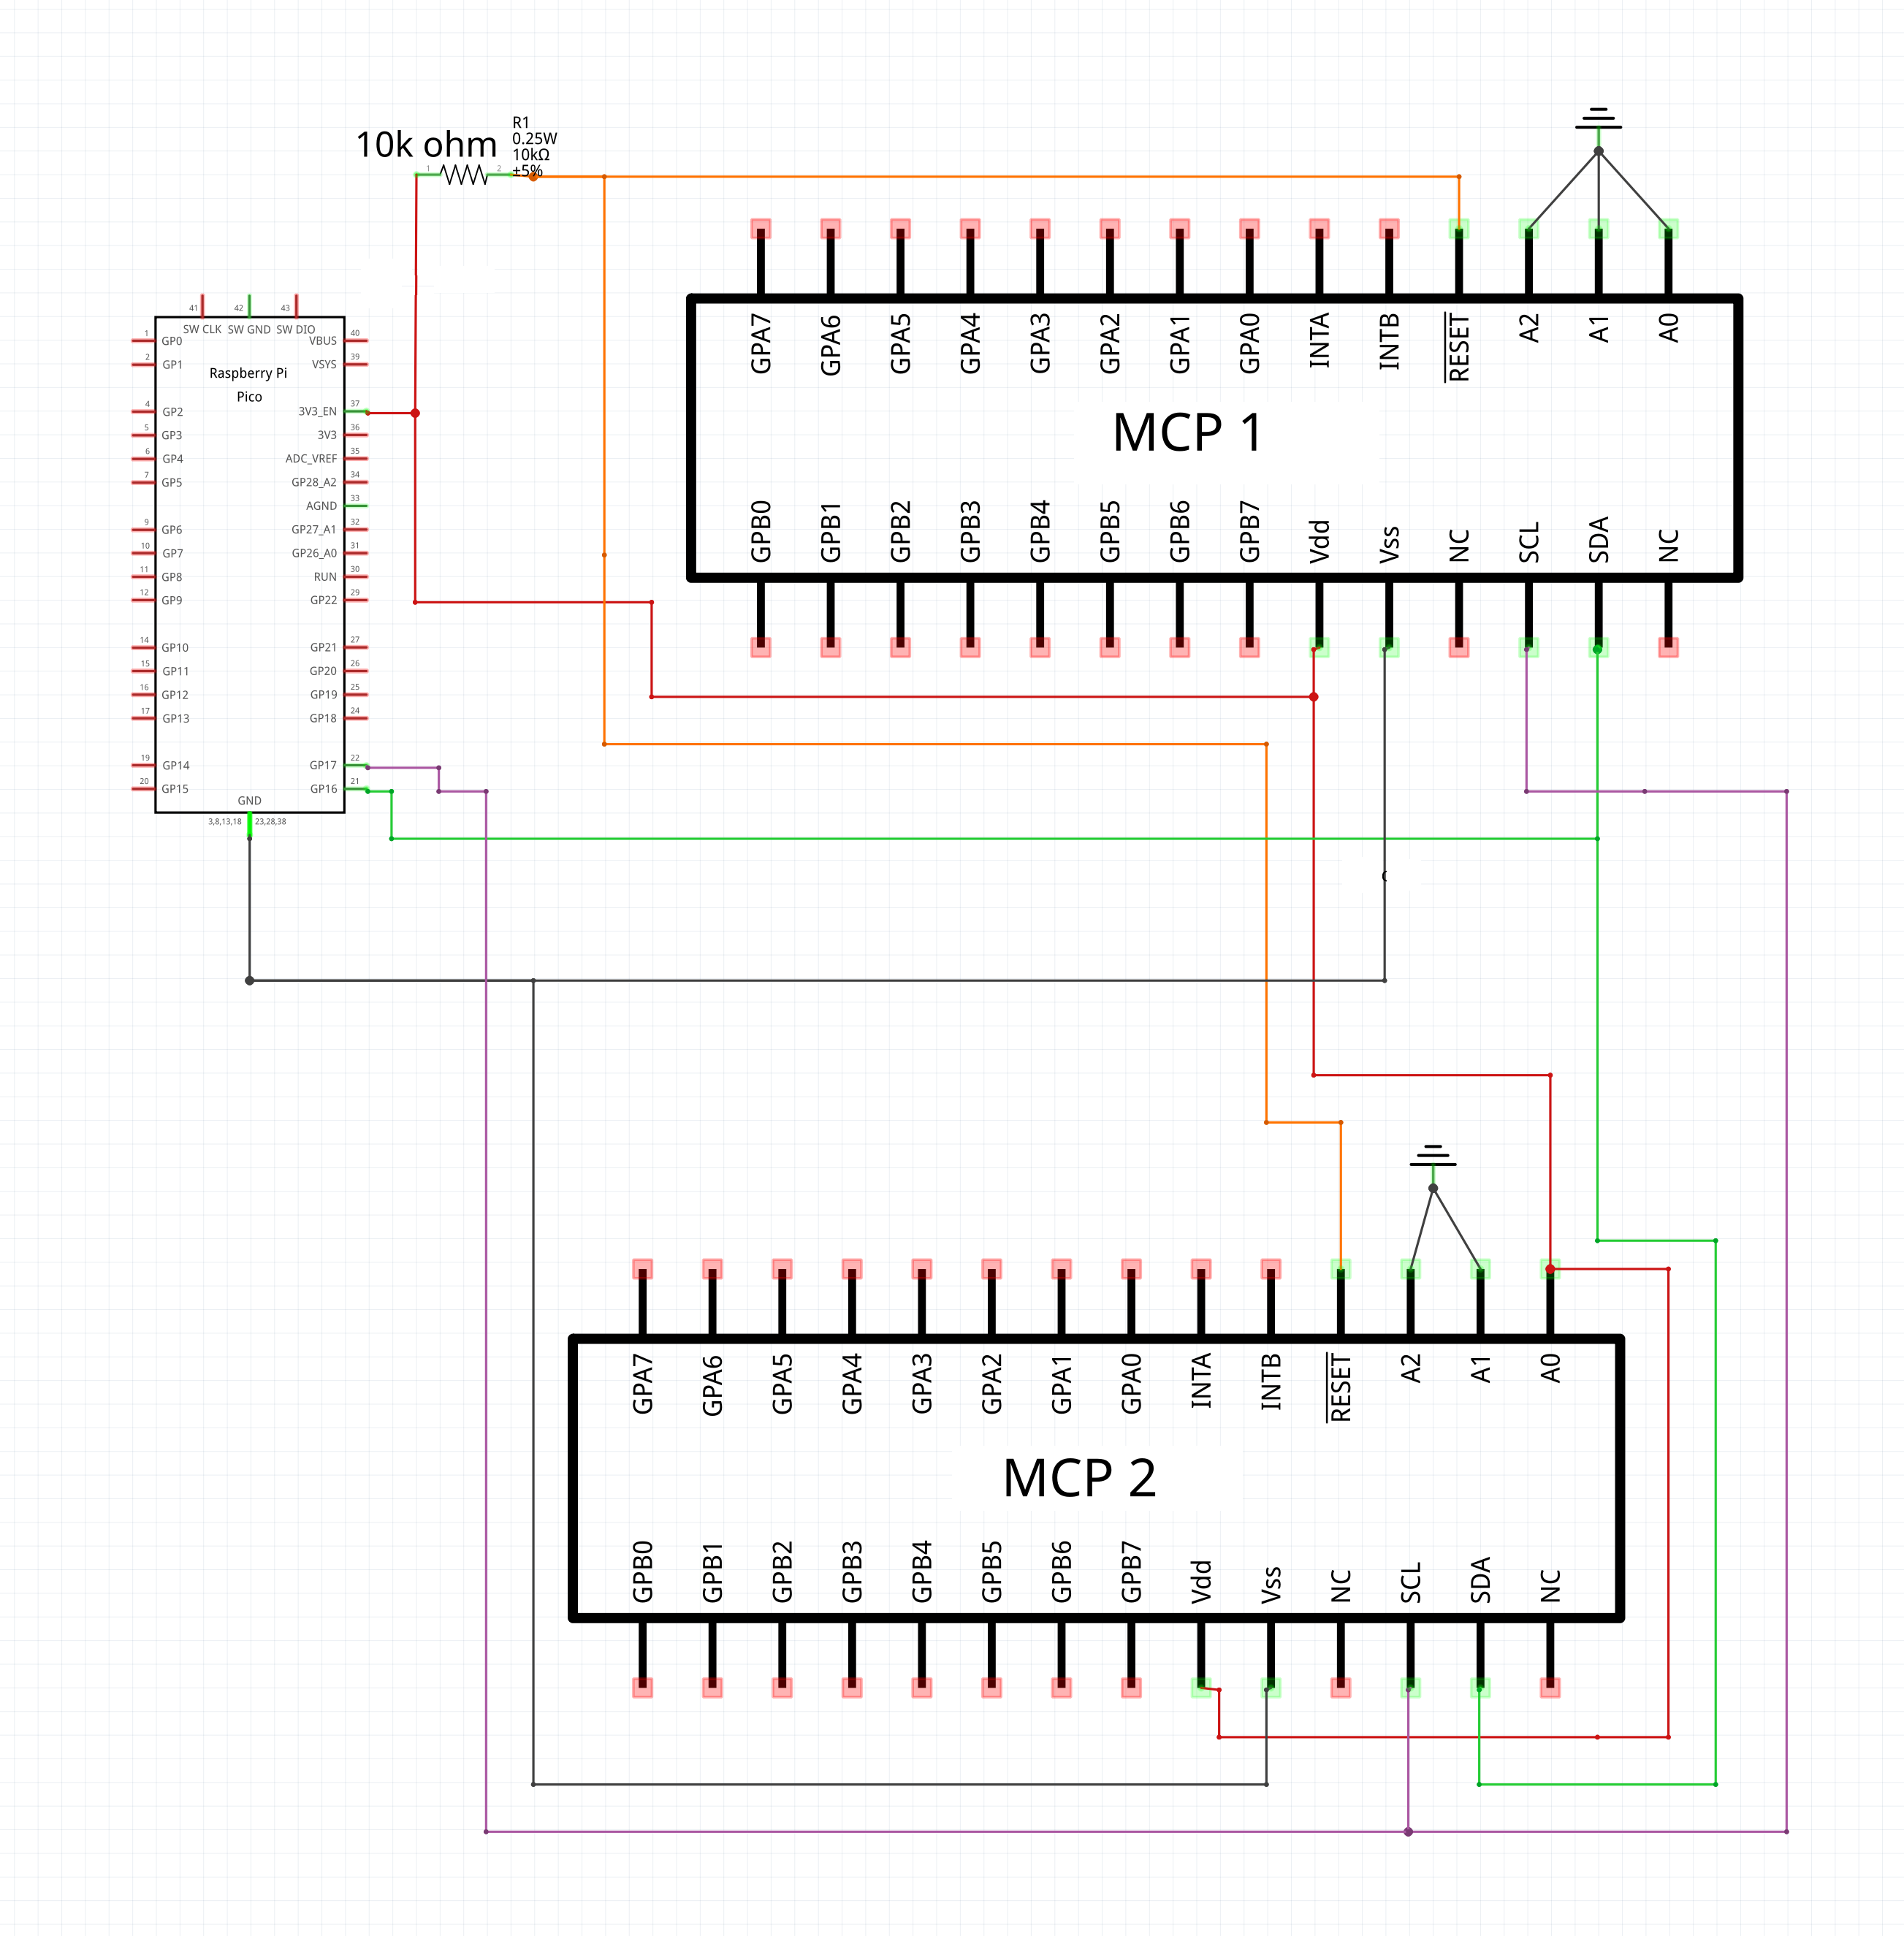 R1
10k ohm
0.25W
10kΩ
±5%
1
2
41
42
43
SW CLK
SW GND
SW DIO
Raspberry Pi
Pico
1
GP0
2
GP1
4
GP2
5
GP3
6
GP4
7
GP5
9
GP6
10
GP7
11
GP8
12
GP9
14
GP10
15
GP11
16
GP12
17
GP13
19
GP14
20
GP15
40
VBUS
39
VSYS
37
3V3_EN
36
3V3
35
ADC_VREF
34
GP28_A2
33
AGND
32
GP27_A1
31
GP26_A0
30
RUN
29
GP22
27
GP21
26
GP20
25
GP19
24
GP18
22
GP17
21
GP16
GND
3,8,13,18
23,28,38
GPA7
GPA6
GPA5
GPA4
GPA3
GPA2
GPA1
GPA0
INTA
INTB
RESET
A2
A1
A0
MCP 1
GPB0
GPB1
GPB2
GPB3
GPB4
GPB5
GPB6
GPB7
Vdd
Vss
NC
SCL
SDA
NC
GPA7
GPA6
GPA5
GPA4
GPA3
GPA2
GPA1
GPA0
INTA
INTB
RESET
A2
A1
A0
MCP 2
GPB0
GPB1
GPB2
GPB3
GPB4
GPB5
GPB6
GPB7
Vdd
Vss
NC
SCL
SDA
NC